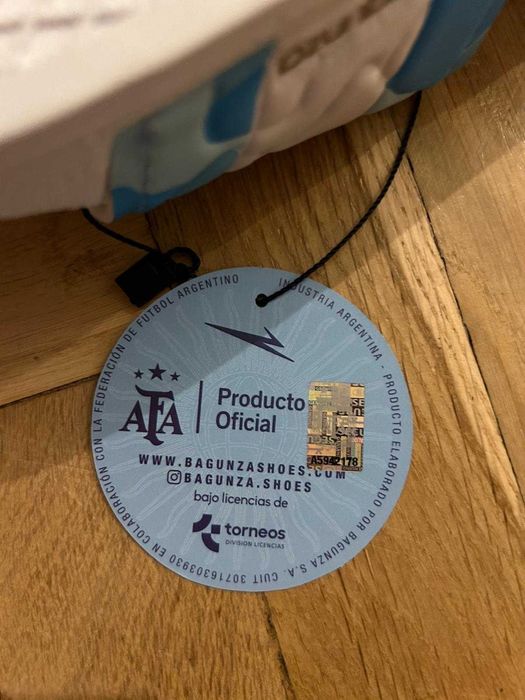 INDUSTRIA ARGENTINA - PRODUCTO ELABORADO POR BAGUNZA S.A. CUIT 30716303930 EN COLABORACIÓN CON LA FEDERACIÓN DE FUTBOL ARGENTINO
AFA
Producto
Oficial
A5942178
WWW.BAGUNZASHOES.COM
BAGUNZA.SHOES
bajo licencias de
torneos
DIVISIÓN LICENCIAS